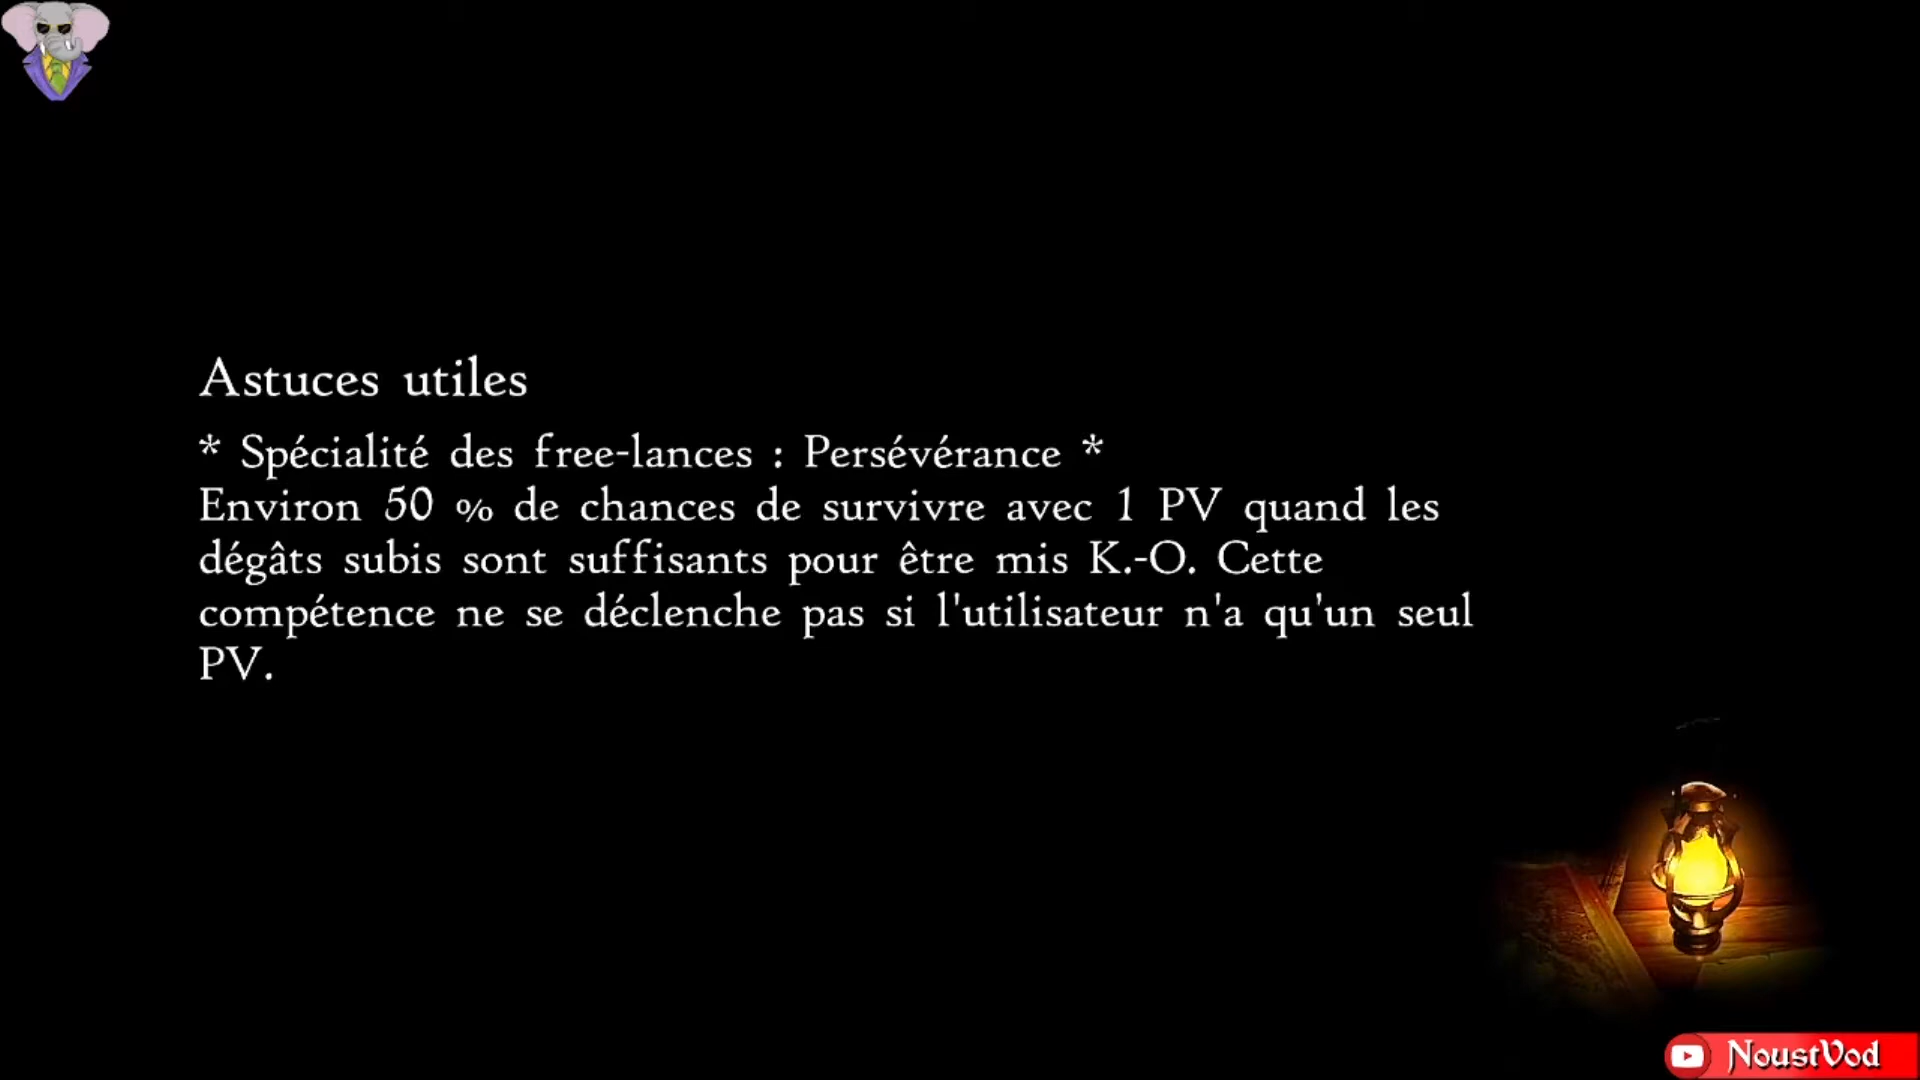 Astuces utiles
* Spécialité des free-lances : Persévérance *
Environ 50 % de chances de survivre avec 1 PV quand les
dégâts subis sont suffisants pour être mis K.-O. Cette
compétence ne se déclenche pas si l'utilisateur n'a qu'un seul
PV.
NoustVod